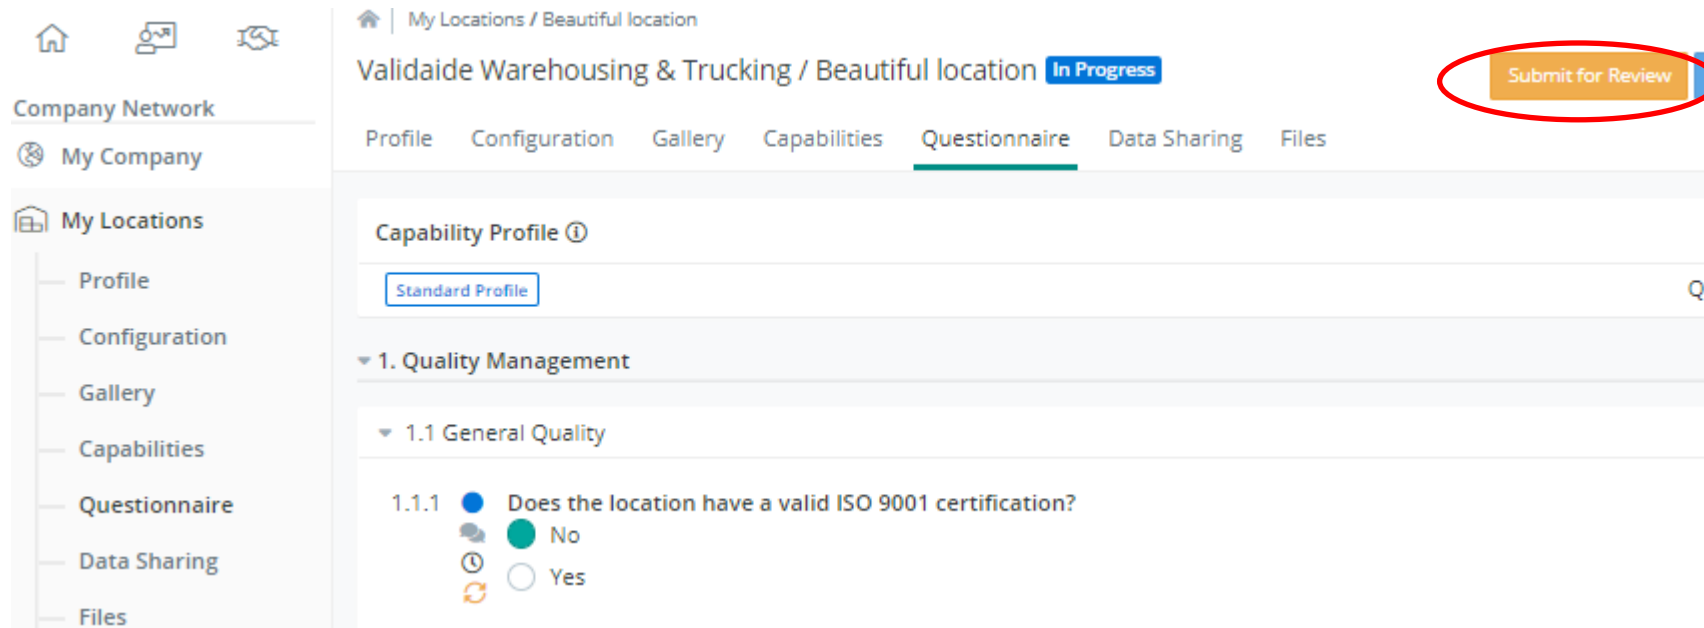 My Locations / Beautiful location
Validaide Warehousing & Trucking / Beautiful location In Progress
Submit for Review
Company Network
My Company
My Locations
Profile
Configuration
Gallery
Capabilities
Questionnaire
Data Sharing
Files
Profile Configuration Gallery Capabilities Questionnaire Data Sharing Files
Capability Profile
Standard Profile
Q
1. Quality Management
1.1 General Quality
1.1.1 Does the location have a valid ISO 9001 certification?
No
Yes